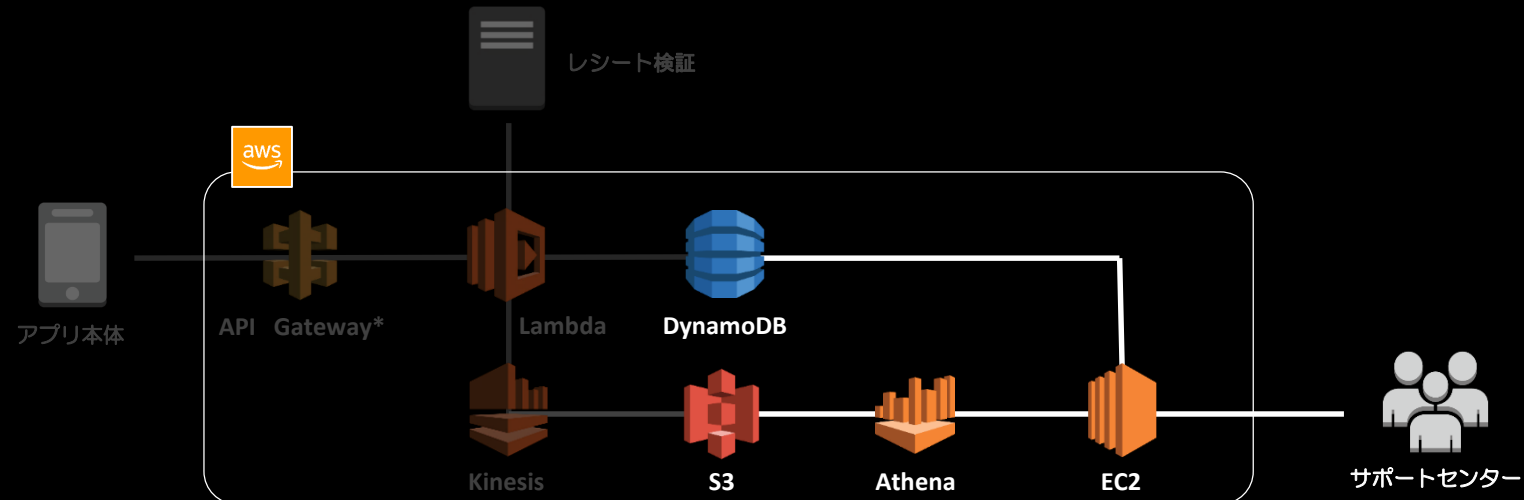 レシート検証
aws
アプリ本体
API Gateway*
Lambda
DynamoDB
Kinesis
S3
Athena
EC2
サポートセンター